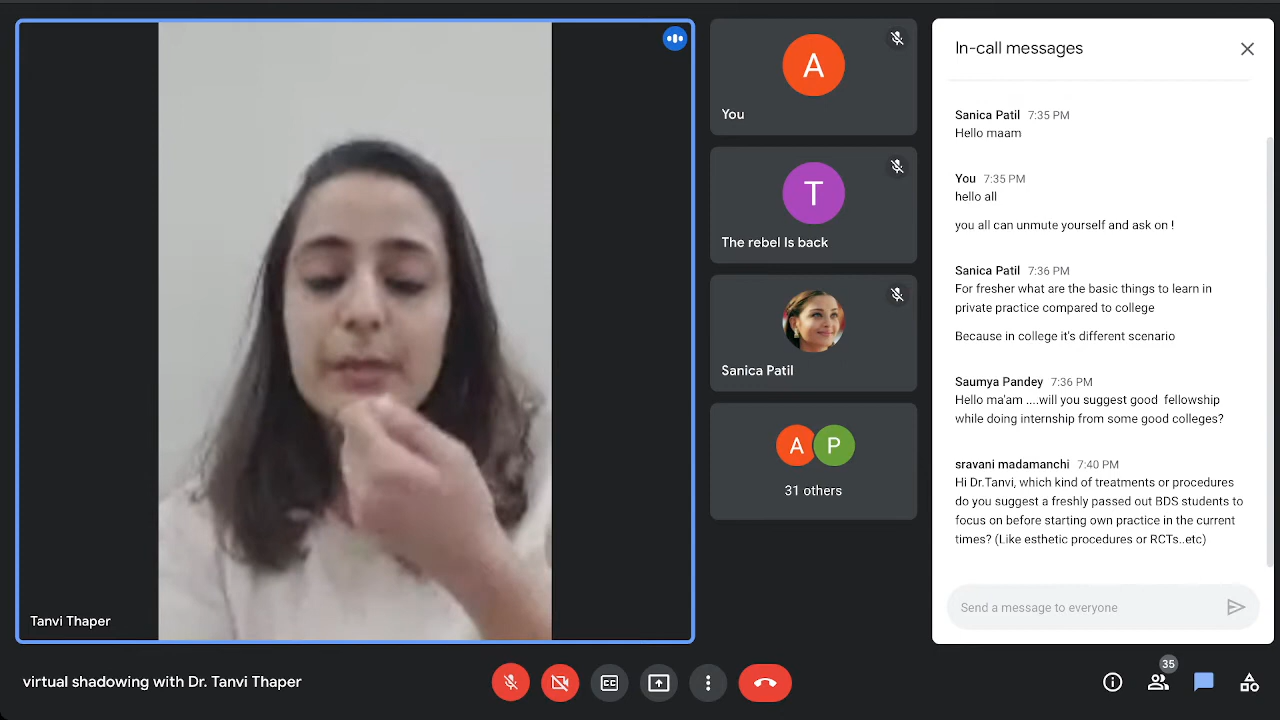 Tanvi Thaper
A
You
T
The rebel Is back
Sanica Patil
A P
31 others
In-call messages
Sanica Patil 7:35 PM
Hello maam
You 7:35 PM
hello all
you all can unmute yourself and ask on !
Sanica Patil 7:36 PM
For fresher what are the basic things to learn in
private practice compared to college
Because in college it's different scenario
Saumya Pandey 7:36 PM
Hello ma'am ....will you suggest good fellowship
while doing internship from some good colleges?
sravani madamanchi 7:40 PM
Hi Dr.Tanvi, which kind of treatments or procedures
do you suggest a freshly passed out BDS students to
focus on before starting own practice in the current
times? (Like esthetic procedures or RCTs..etc)
Send a message to everyone
virtual shadowing with Dr. Tanvi Thaper
CC
35